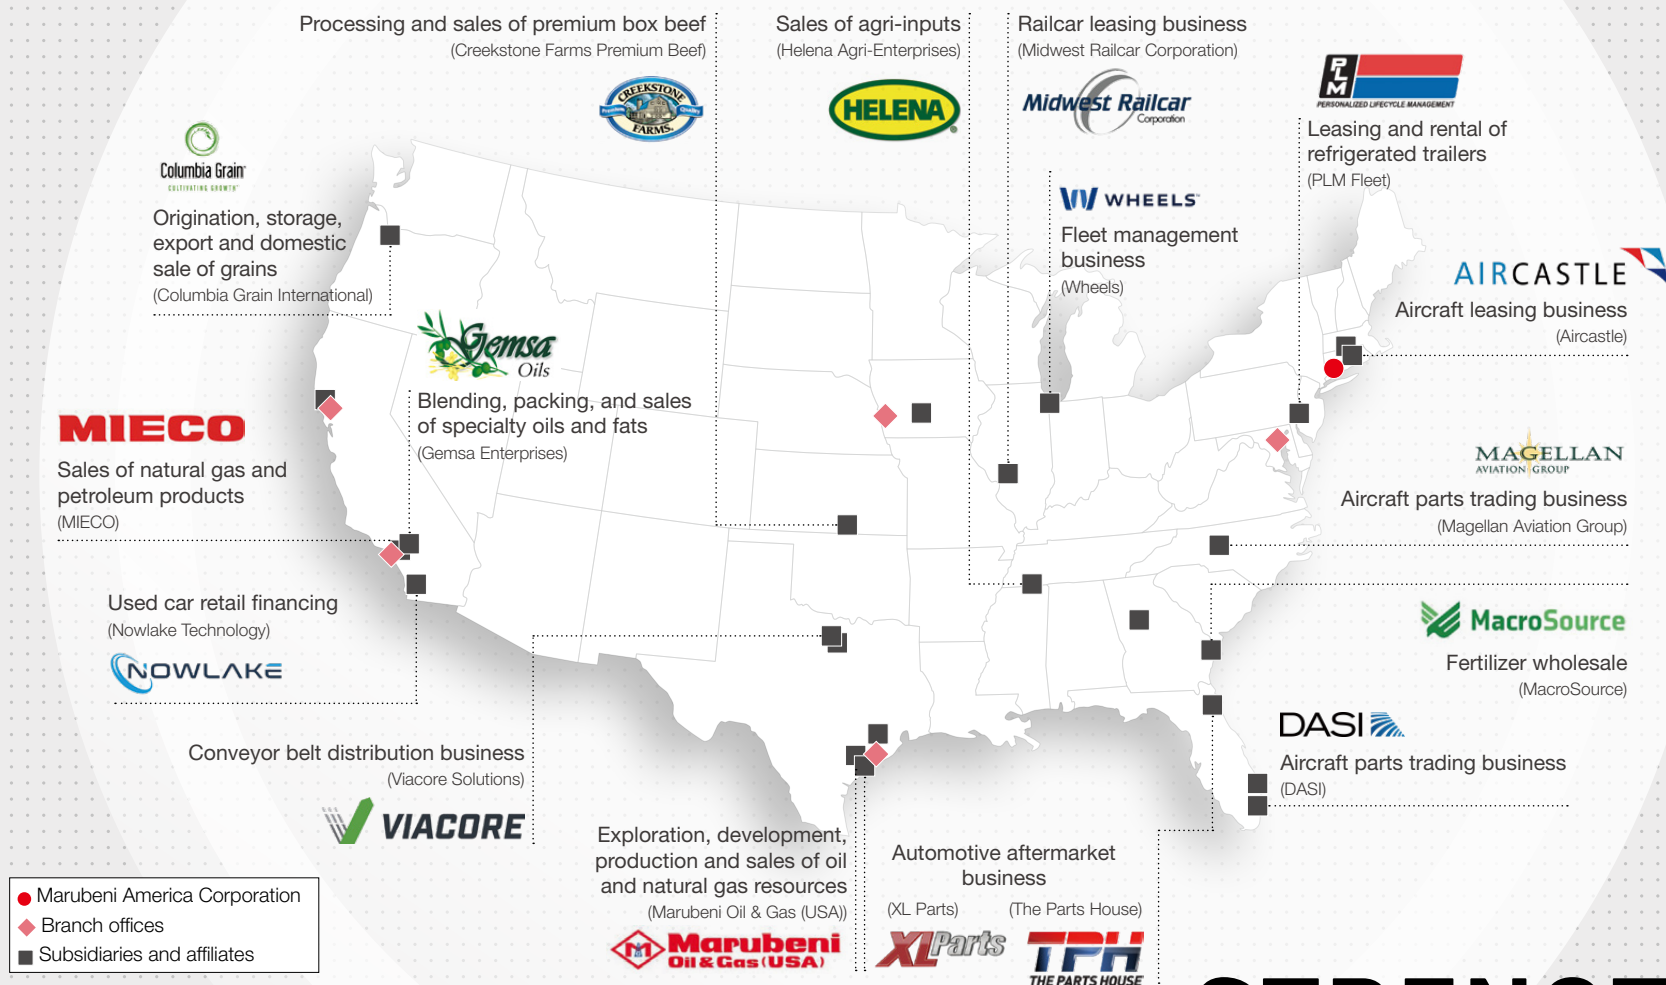 Processing and sales of premium box beef
(Creekstone Farms Premium Beef)
CREEKSTONE
Premium Quality
FARMS.
Sales of agri-inputs
(Helena Agri-Enterprises)
HELENA
Railcar leasing business
(Midwest Railcar Corporation)
Midwest Railcar
Corporation
PLM
PERSONALIZED LIFECYCLE MANAGEMENT
Leasing and rental of
refrigerated trailers
(PLM Fleet)
Columbia Grain
CULTIVATING GROWTH
Origination, storage,
export and domestic
sale of grains
(Columbia Grain International)
WHEELS
Fleet management
business
(Wheels)
AIRCASTLE
Aircraft leasing business
(Aircastle)
Gemsa
Oils
Blending, packing, and sales
of specialty oils and fats
(Gemsa Enterprises)
MIECO
Sales of natural gas and
petroleum products
(MIECO)
MAGELLAN
AVIATION GROUP
Aircraft parts trading business
(Magellan Aviation Group)
Used car retail financing
(Nowlake Technology)
NOWLAKE
MacroSource
Fertilizer wholesale
(MacroSource)
Conveyor belt distribution business
(Viacore Solutions)
VIACORE
DASI
Aircraft parts trading business
(DASI)
Exploration, development,
production and sales of oil
and natural gas resources
(Marubeni Oil & Gas (USA))
M
Marubeni
Oil & Gas (USA)
Automotive aftermarket
business
(XL Parts) (The Parts House)
XLParts
TPH
THE PARTS HOUSE
Marubeni America Corporation
Branch offices
Subsidiaries and affiliates